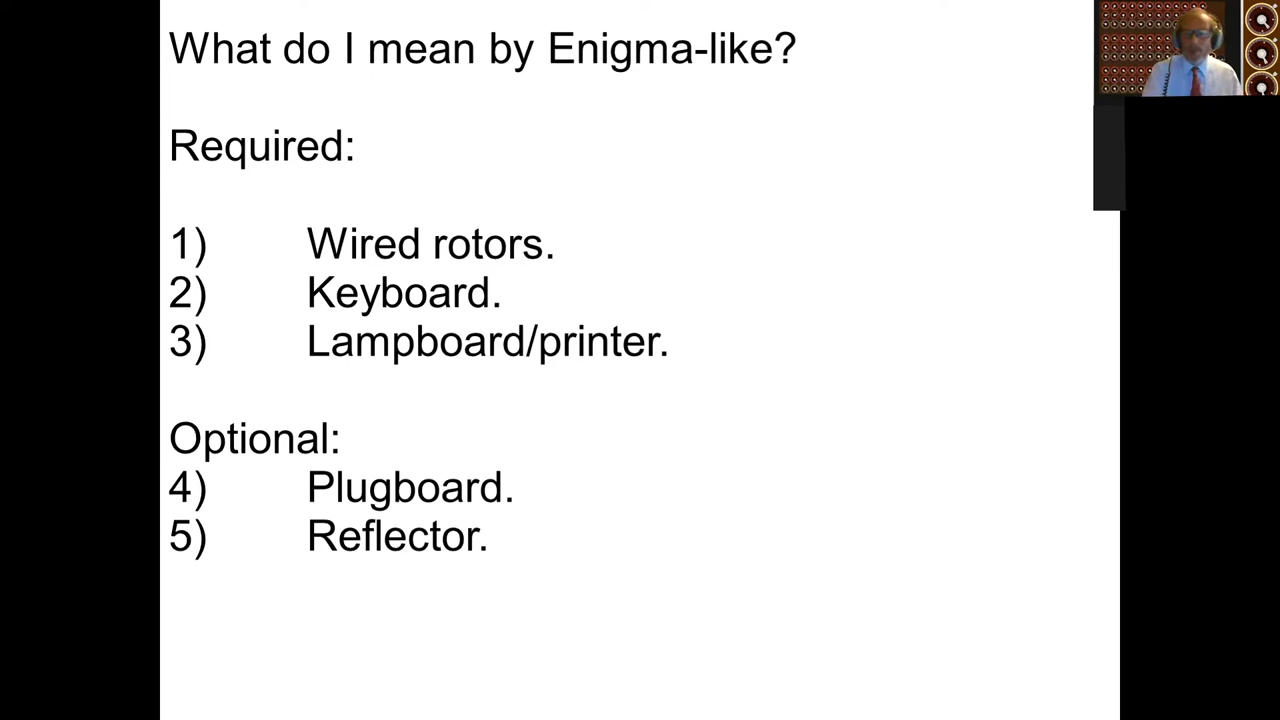 What do I mean by Enigma-like?
Required:
1) Wired rotors.
2) Keyboard.
3) Lampboard/printer.
Optional:
4) Plugboard.
5) Reflector.